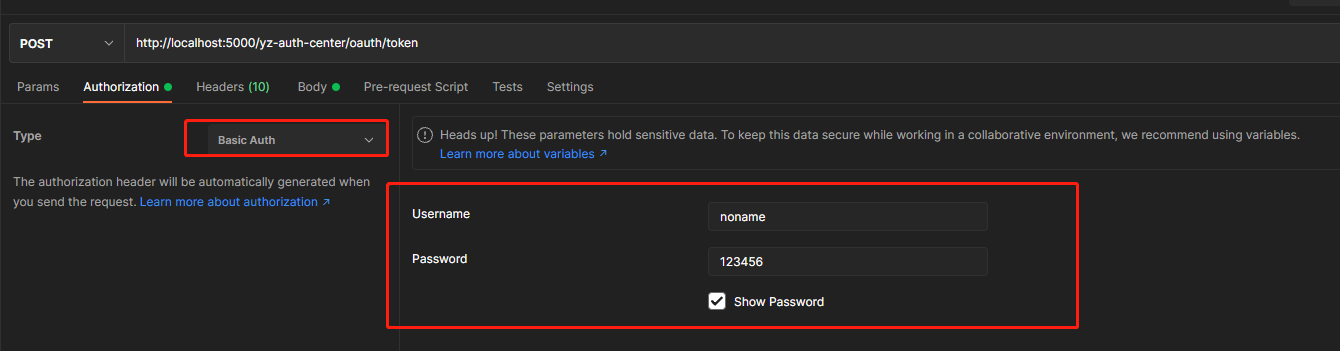 POST http://localhost:5000/yz-auth-center/oauth/token
Params Authorization Headers (10) Body Pre-request Script Tests Settings
Type Basic Auth
The authorization header will be automatically generated when
you send the request. Learn more about authorization ↗
Heads up! These parameters hold sensitive data. To keep this data secure while working in a collaborative environment, we recommend using variables.
Learn more about variables ↗
Username noname
Password 123456
Show Password